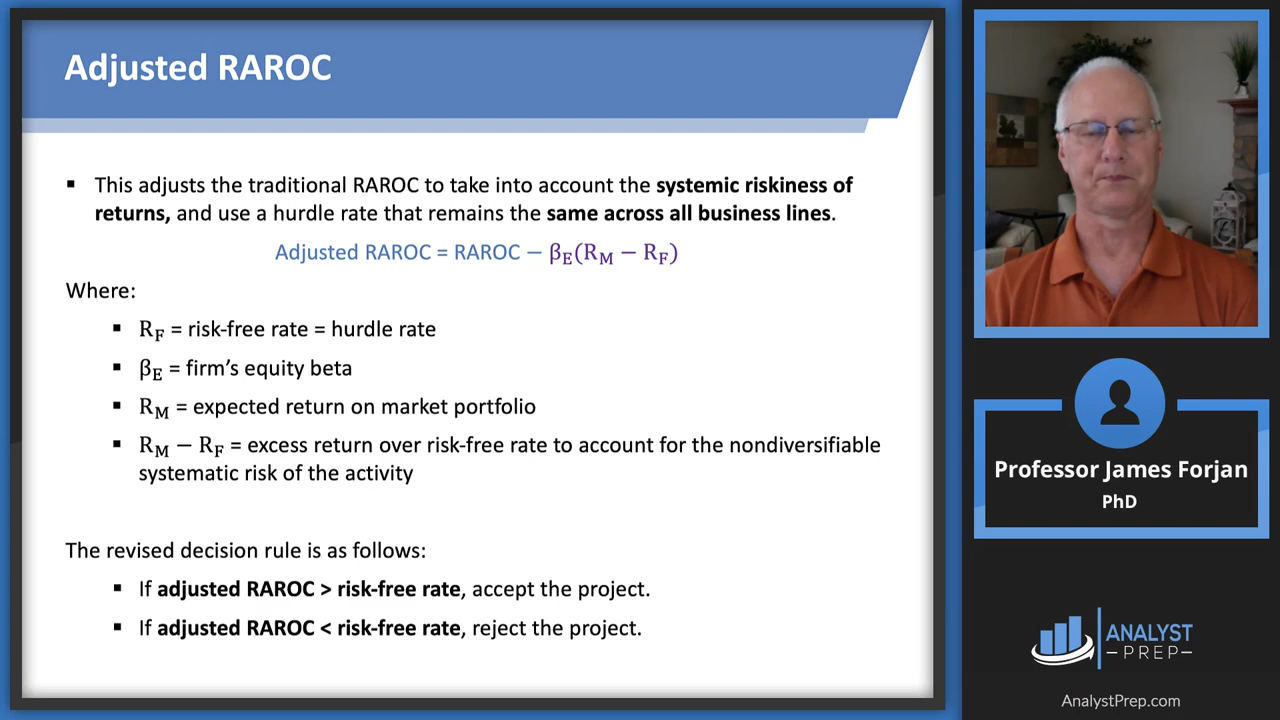 Adjusted RAROC
▪ This adjusts the traditional RAROC to take into account the systemic riskiness of
returns, and use a hurdle rate that remains the same across all business lines.
Adjusted RAROC = RAROC − βE(RM − RF)
Where:
▪ RF = risk-free rate = hurdle rate
▪ βE = firm's equity beta
▪ RM = expected return on market portfolio
▪ RM − RF = excess return over risk-free rate to account for the nondiversifiable
systematic risk of the activity
The revised decision rule is as follows:
▪ If adjusted RAROC > risk-free rate, accept the project.
▪ If adjusted RAROC < risk-free rate, reject the project.
Professor James Forjan
PhD
ANALYST
–PREP–
AnalystPrep.com